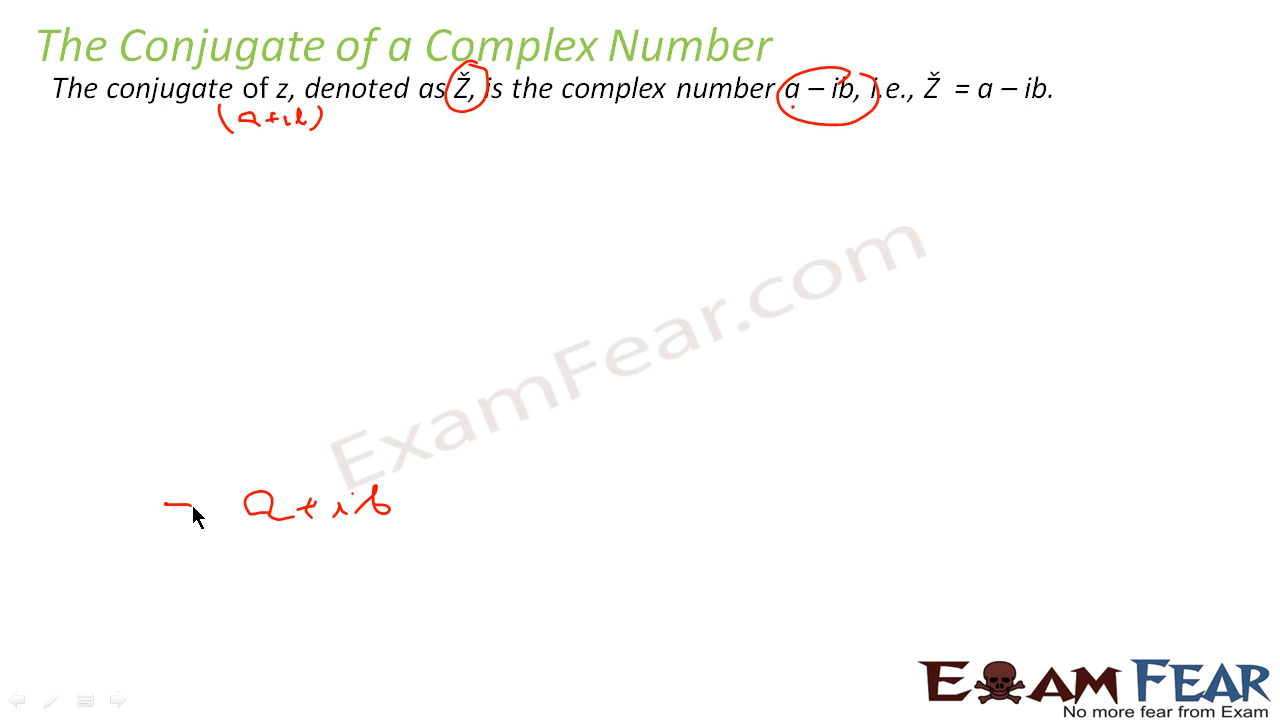 The Conjugate of a Complex Number
The conjugate of z, denoted as Ž, is the complex number a – ib, i.e., Ž = a – ib.
(a+ib)
ExamFear.com
– a+ib
EXAM FEAR
No more fear from Exam